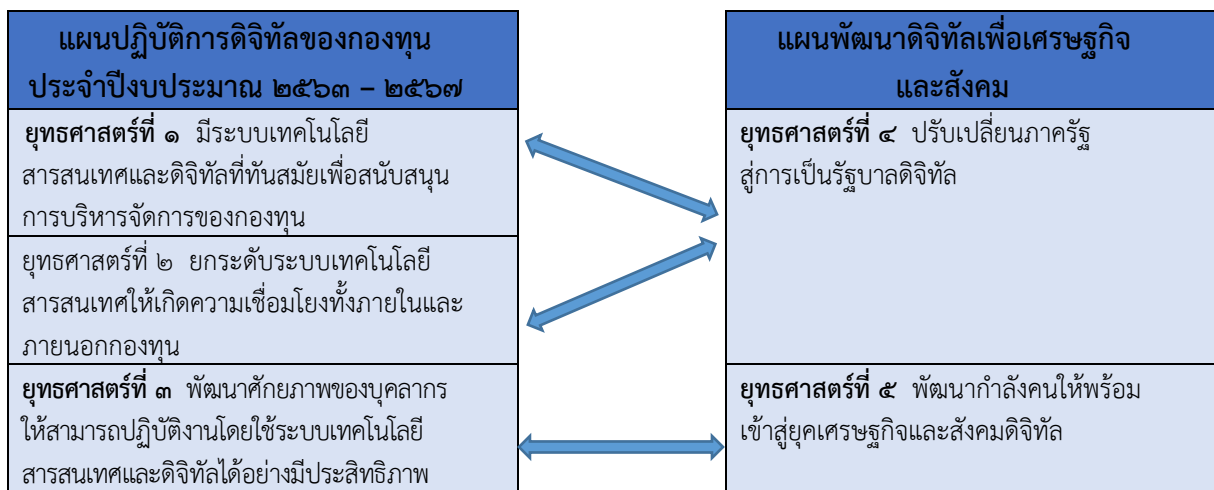 แผนปฏิบัติการดิจิทัลของกองทุน
ประจำปีงบประมาณ ๒๕๖๓ – ๒๕๖๗
ยุทธศาสตร์ที่ ๑ มีระบบเทคโนโลยี
สารสนเทศและดิจิทัลที่ทันสมัยเพื่อสนับสนุน
การบริหารจัดการของกองทุน
ยุทธศาสตร์ที่ ๒ ยกระดับระบบเทคโนโลยี
สารสนเทศให้เกิดความเชื่อมโยงทั้งภายในและ
ภายนอกกองทุน
ยุทธศาสตร์ที่ ๓ พัฒนาศักยภาพของบุคลากร
ให้สามารถปฏิบัติงานโดยใช้ระบบเทคโนโลยี
สารสนเทศและดิจิทัลได้อย่างมีประสิทธิภาพ
แผนพัฒนาดิจิทัลเพื่อเศรษฐกิจ
และสังคม
ยุทธศาสตร์ที่ ๔ ปรับเปลี่ยนภาครัฐ
สู่การเป็นรัฐบาลดิจิทัล
ยุทธศาสตร์ที่ ๕ พัฒนากำลังคนให้พร้อม
เข้าสู่ยุคเศรษฐกิจและสังคมดิจิทัล